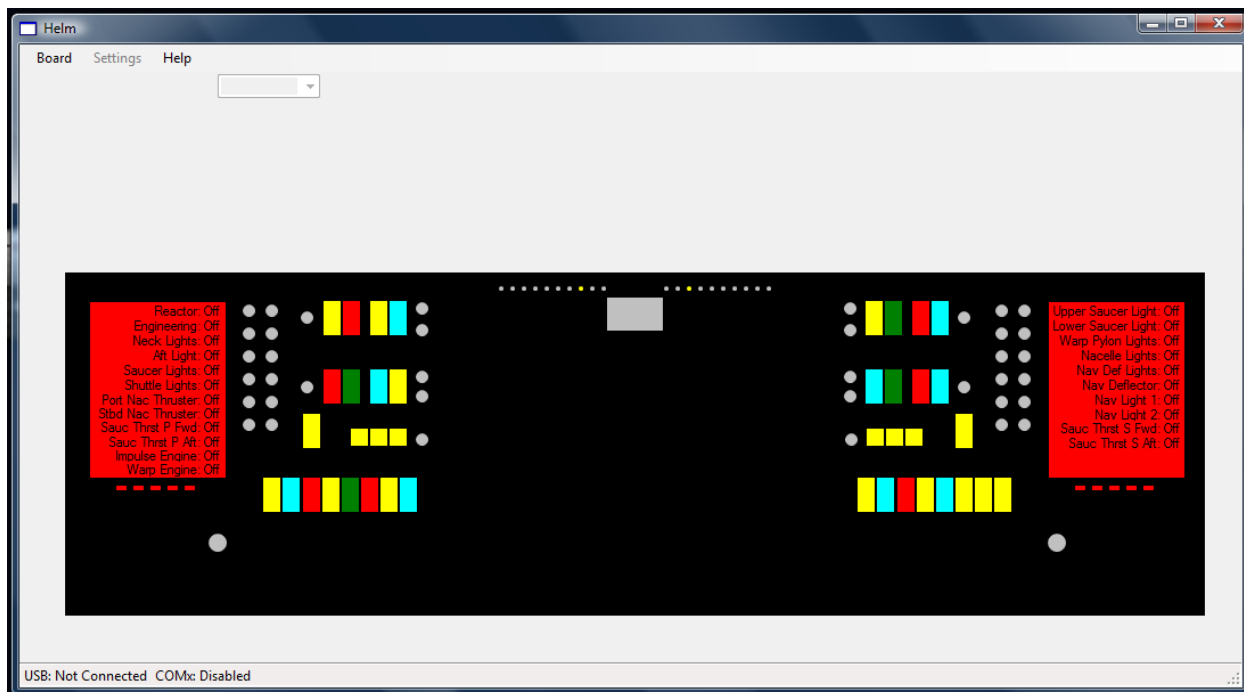 Helm
Board Settings Help
Reactor: Off
Engineering: Off
Neck Lights: Off
Aft Light: Off
Saucer Lights: Off
Shuttle Lights: Off
Port Nac Thruster: Off
Stbd Nac Thruster: Off
Sauc Thrst P Fwd: Off
Sauc Thrst P Aft: Off
Impulse Engine: Off
Warp Engine: Off
Upper Saucer Light: Off
Lower Saucer Light: Off
Warp Pylon Lights: Off
Nacelle Lights: Off
Nav Def Lights: Off
Nav Deflector: Off
Nav Light 1: Off
Nav Light 2: Off
Sauc Thrst S Fwd: Off
Sauc Thrst S Aft: Off
USB: Not Connected COMx: Disabled